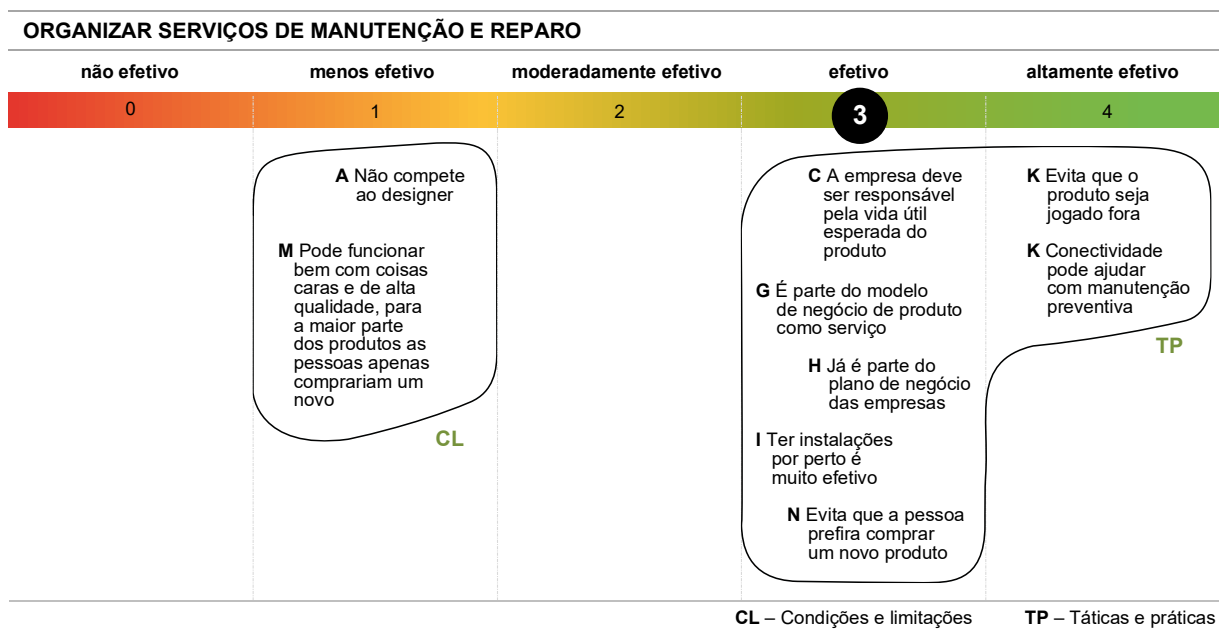 ORGANIZAR SERVIÇOS DE MANUTENÇÃO E REPARO
não efetivo
menos efetivo
moderadamente efetivo
efetivo
altamente efetivo
0
1
2
3
4
A Não compete
ao designer
M Pode funcionar
bem com coisas
caras e de alta
qualidade, para
a maior parte
dos produtos as
pessoas apenas
comprariam um
novo
CL
C A empresa deve
ser responsável
pela vida útil
esperada do
produto
G É parte do modelo
de negócio de produto
como serviço
H Já é parte do
plano de negócio
das empresas
I Ter instalações
por perto é
muito efetivo
N Evita que a pessoa
prefira comprar
um novo produto
K Evita que o
produto seja
jogado fora
K Conectividade
pode ajudar
com manutenção
preventiva
TP
CL – Condições e limitações
TP – Táticas e práticas